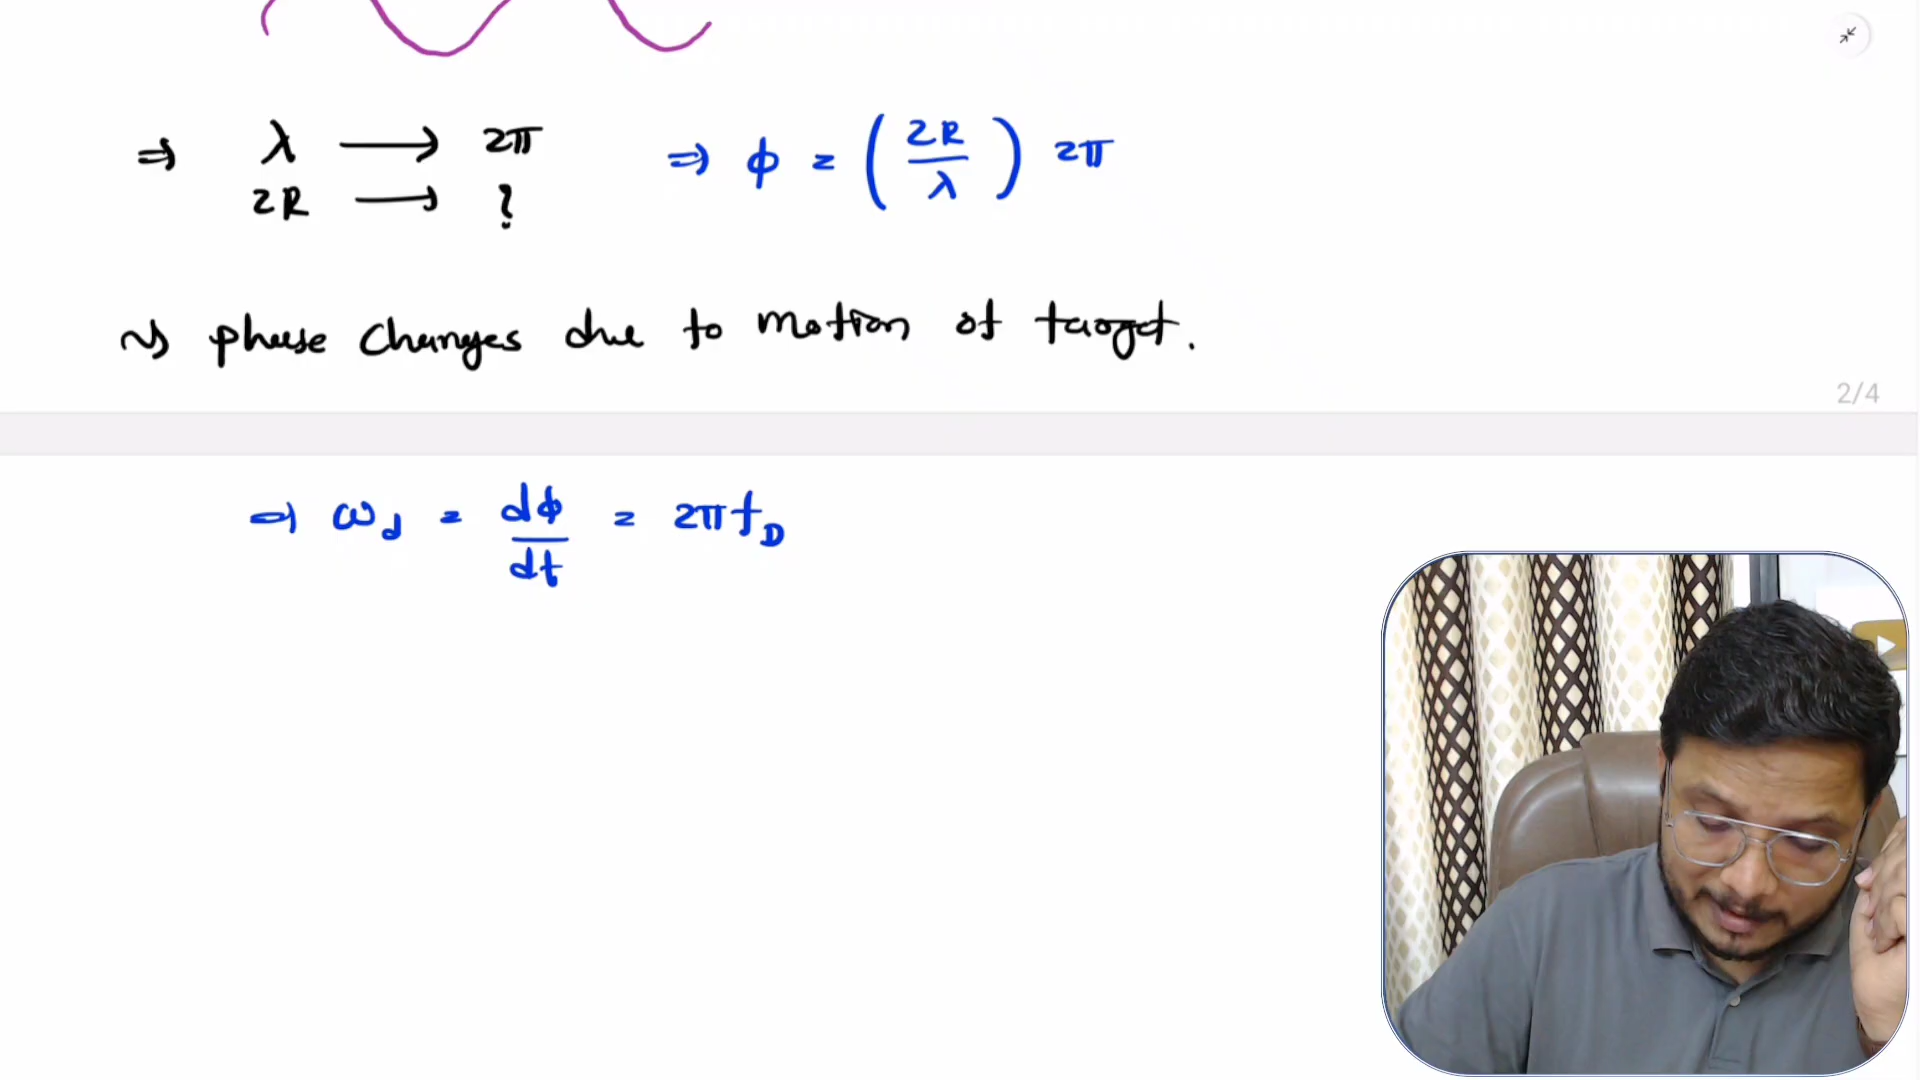 ⇒ λ → 2π ⇒ φ = (2R/λ) 2π
2R → ?
~> phase changes due to motion of target.
2/4
⇒ ω_d = dφ/dt = 2πf_D